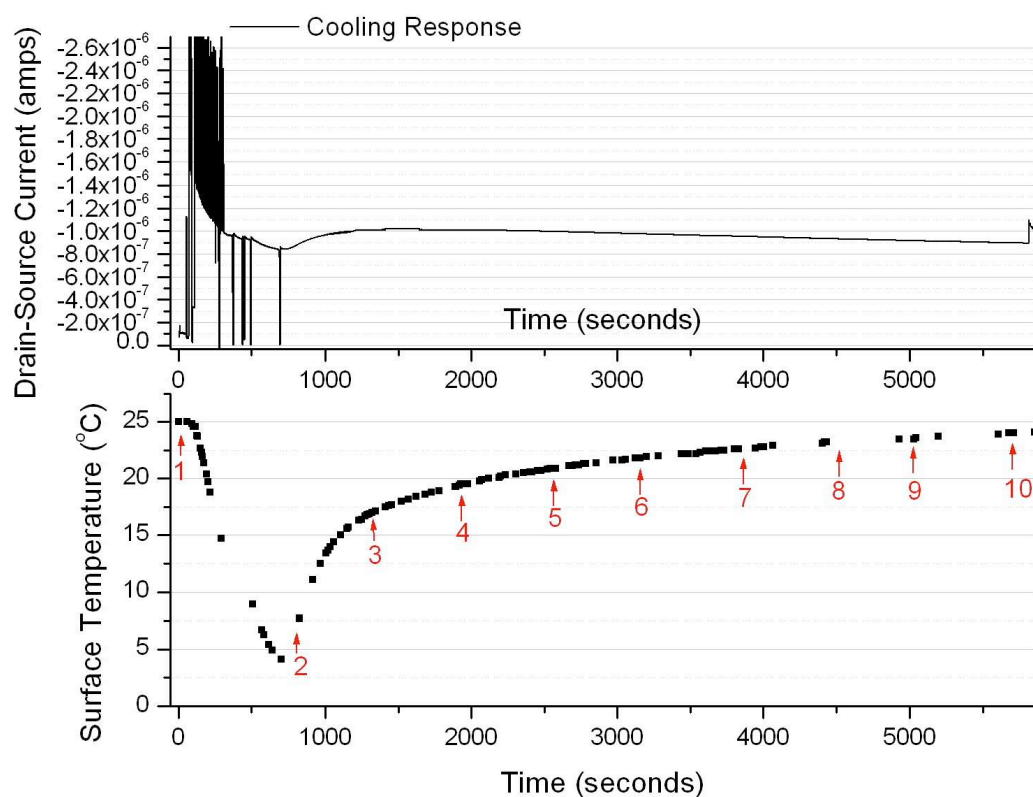 Cooling Response
Drain-Source Current (amps)
-2.6x10⁻⁶
-2.4x10⁻⁶
-2.2x10⁻⁶
-2.0x10⁻⁶
-1.8x10⁻⁶
-1.6x10⁻⁶
-1.4x10⁻⁶
-1.2x10⁻⁶
-1.0x10⁻⁶
-8.0x10⁻⁷
-6.0x10⁻⁷
-4.0x10⁻⁷
-2.0x10⁻⁷
0.0
Time (seconds)
0 1000 2000 3000 4000 5000
Surface Temperature (°C)
25
20
15
10
5
0
1
2
3
4
5
6
7
8
9
10
0 1000 2000 3000 4000 5000
Time (seconds)